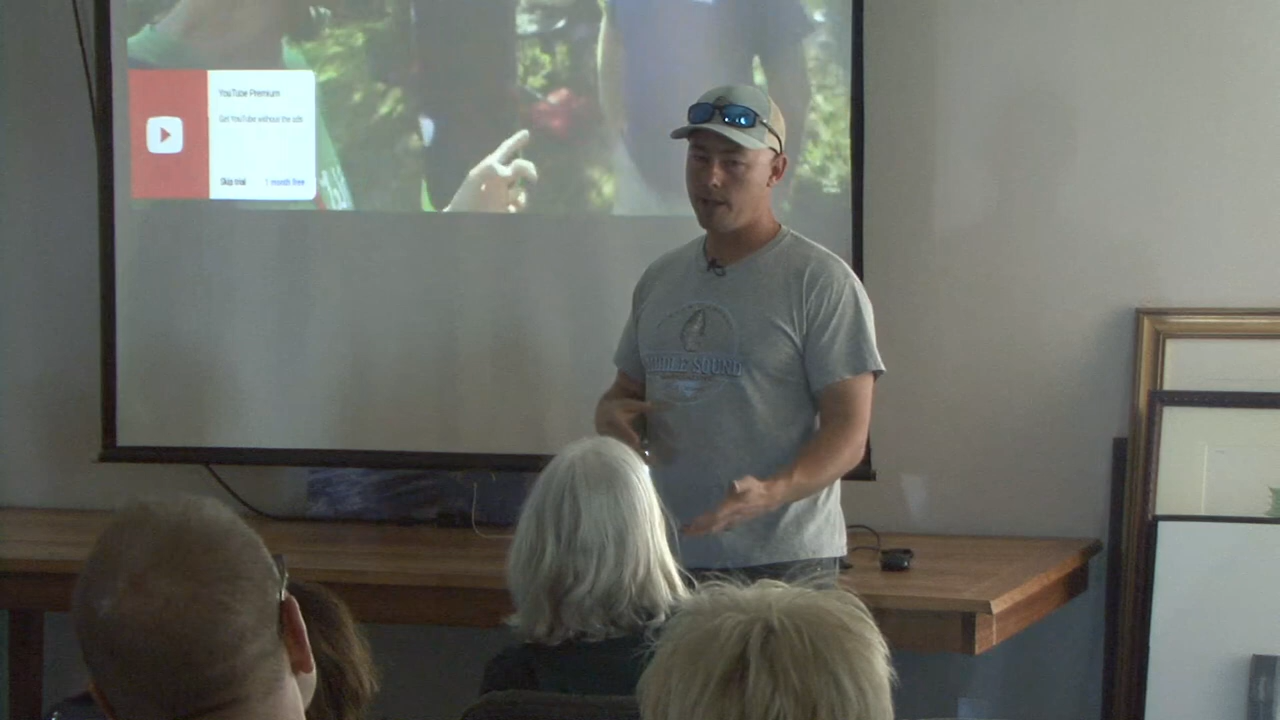 YouTube Premium
Get YouTube without the ads
Skip trial
1 month free
SOUND